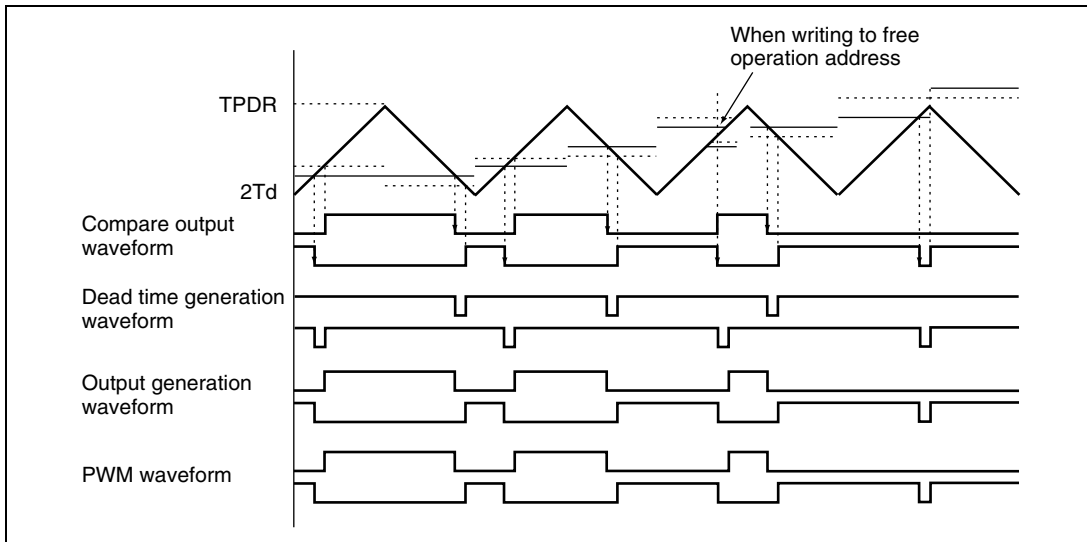 When writing to free
operation address
TPDR
2Td
Compare output
waveform
Dead time generation
waveform
Output generation
waveform
PWM waveform